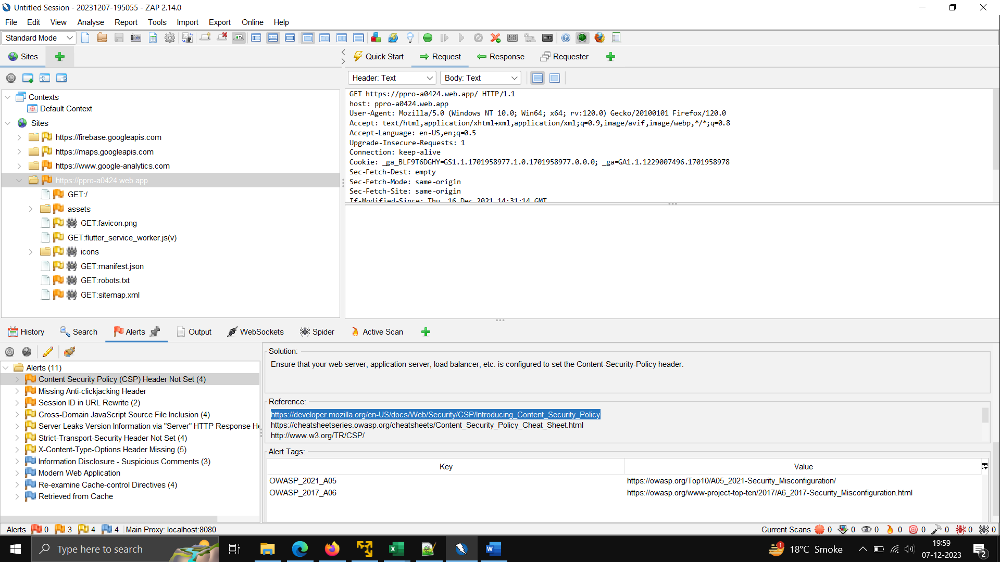 Untitled Session - 20231207-195055 - ZAP 2.14.0
File Edit View Analyse Report Tools Import Export Online Help
Standard Mode
Sites
Quick Start Request Response Requester
Header: Text Body: Text
Contexts
Default Context
Sites
https://firebase.googleapis.com
https://maps.googleapis.com
https://www.google-analytics.com
https://ppro-a0424.web.app
GET:/
assets
GET:favicon.png
GET:flutter_service_worker.js(v)
icons
GET:manifest.json
GET:robots.txt
GET:sitemap.xml
GET https://ppro-a0424.web.app/ HTTP/1.1
host: ppro-a0424.web.app
User-Agent: Mozilla/5.0 (Windows NT 10.0; Win64; x64; rv:120.0) Gecko/20100101 Firefox/120.0
Accept: text/html,application/xhtml+xml,application/xml;q=0.9,image/avif,image/webp,*/*;q=0.8
Accept-Language: en-US,en;q=0.5
Upgrade-Insecure-Requests: 1
Connection: keep-alive
Cookie: _ga_BLF9T6DGHY=GS1.1.1701958977.1.0.1701958977.0.0.0; _ga=GA1.1.1229007496.1701958978
Sec-Fetch-Dest: empty
Sec-Fetch-Mode: same-origin
Sec-Fetch-Site: same-origin
If-Modified-Since: Thu, 16 Dec 2021 14:31:14 GMT
History Search Alerts Output WebSockets Spider Active Scan
Alerts (11)
Content Security Policy (CSP) Header Not Set (4)
Missing Anti-clickjacking Header
Session ID in URL Rewrite (2)
Cross-Domain JavaScript Source File Inclusion (4)
Server Leaks Version Information via "Server" HTTP Response He
Strict-Transport-Security Header Not Set (4)
X-Content-Type-Options Header Missing (5)
Information Disclosure - Suspicious Comments (3)
Modern Web Application
Re-examine Cache-control Directives (4)
Retrieved from Cache
Solution:
Ensure that your web server, application server, load balancer, etc. is configured to set the Content-Security-Policy header.
Reference:
https://developer.mozilla.org/en-US/docs/Web/Security/CSP/Introducing_Content_Security_Policy
https://cheatsheetseries.owasp.org/cheatsheets/Content_Security_Policy_Cheat_Sheet.html
http://www.w3.org/TR/CSP/
Alert Tags:
Key Value
OWASP_2021_A05 https://owasp.org/Top10/A05_2021-Security_Misconfiguration/
OWASP_2017_A06 https://owasp.org/www-project-top-ten/2017/A6_2017-Security_Misconfiguration.html
Alerts 0 3 4 4 Main Proxy: localhost:8080
Current Scans 0 0 0 0 0 0 0 0
Type here to search
1
18°C Smoke
19:59
07-12-2023
2